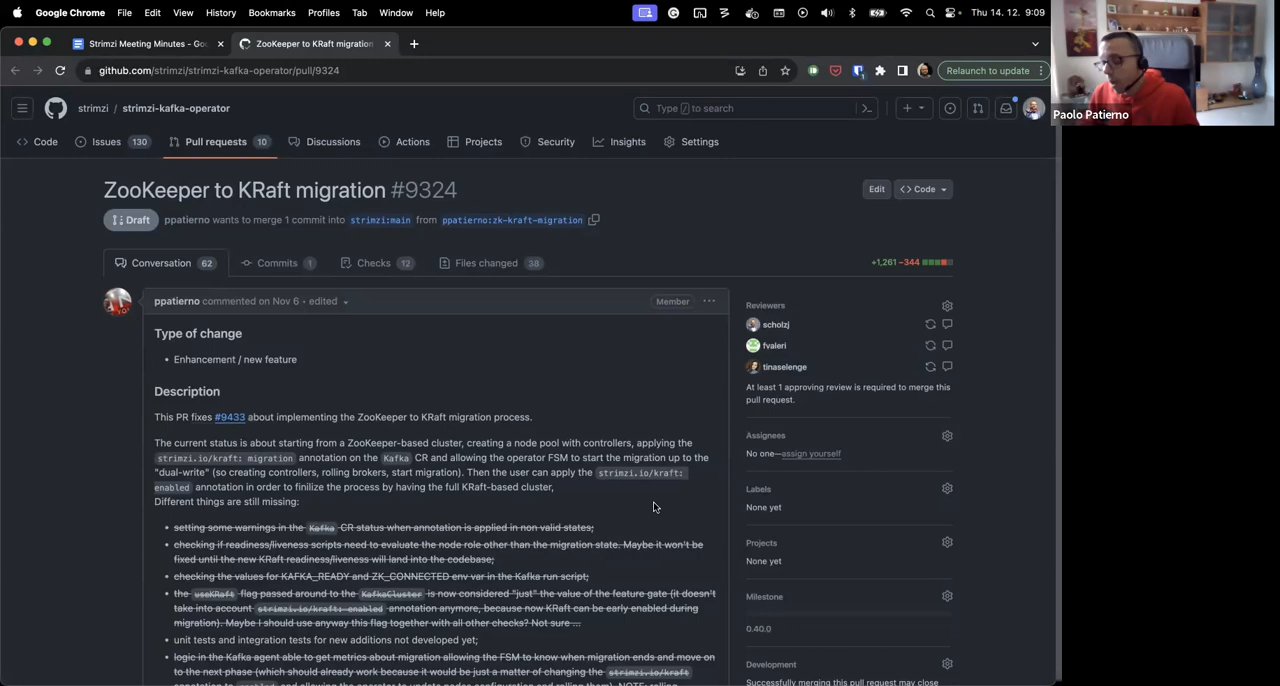 Google Chrome File Edit View History Bookmarks Profiles Tab Window Help Thu 14. 12. 9:09
Strimzi Meeting Minutes - Goo ZooKeeper to KRaft migration
github.com/strimzi/strimzi-kafka-operator/pull/9324 Relaunch to update
Paolo Patierno
strimzi / strimzi-kafka-operator Type / to search
Code Issues 130 Pull requests 10 Discussions Actions Projects Security Insights Settings
ZooKeeper to KRaft migration #9324 Edit <> Code
Draft ppatierno wants to merge 1 commit into strimzi:main from ppatierno:zk-kraft-migration
Conversation 62 Commits 1 Checks 12 Files changed 38 +1,261 −344
ppatierno commented on Nov 6 • edited Member
Type of change
• Enhancement / new feature
Description
This PR fixes #9433 about implementing the ZooKeeper to KRaft migration process.
The current status is about starting from a ZooKeeper-based cluster, creating a node pool with controllers, applying the
strimzi.io/kraft: migration annotation on the Kafka CR and allowing the operator FSM to start the migration up to the
"dual-write" (so creating controllers, rolling brokers, start migration). Then the user can apply the strimzi.io/kraft:
enabled annotation in order to finilize the process by having the full KRaft-based cluster,
Different things are still missing:
• setting some warnings in the Kafka CR status when annotation is applied in non valid states;
• checking if readiness/liveness scripts need to evaluate the node role other than the migration state. Maybe it won't be
fixed until the new KRaft readiness/liveness will land into the codebase;
• checking the values for KAFKA_READY and ZK_CONNECTED env var in the Kafka run script;
• the useKRaft flag passed around to the KafkaCluster is now considered "just" the value of the feature gate (it doesn't
take into account strimzi.io/kraft: enabled annotation anymore, because now KRaft can be early enabled during
migration). Maybe I should use anyway this flag together with all other checks? Not sure ...
• unit tests and integration tests for new additions not developed yet;
• logic in the Kafka agent able to get metrics about migration allowing the FSM to know when migration ends and move on
to the next phase (which should already work because it would be just a matter of changing the strimzi.io/kraft
annotation to enabled and allowing the operator to update nodes configuration and rolling them). NOTE: rolling
Reviewers
scholzj
fvaleri
tinaselenge
At least 1 approving review is required to merge this
pull request.
Assignees
No one—assign yourself
Labels
None yet
Projects
None yet
Milestone
0.40.0
Development
Successfully merging this pull request may close